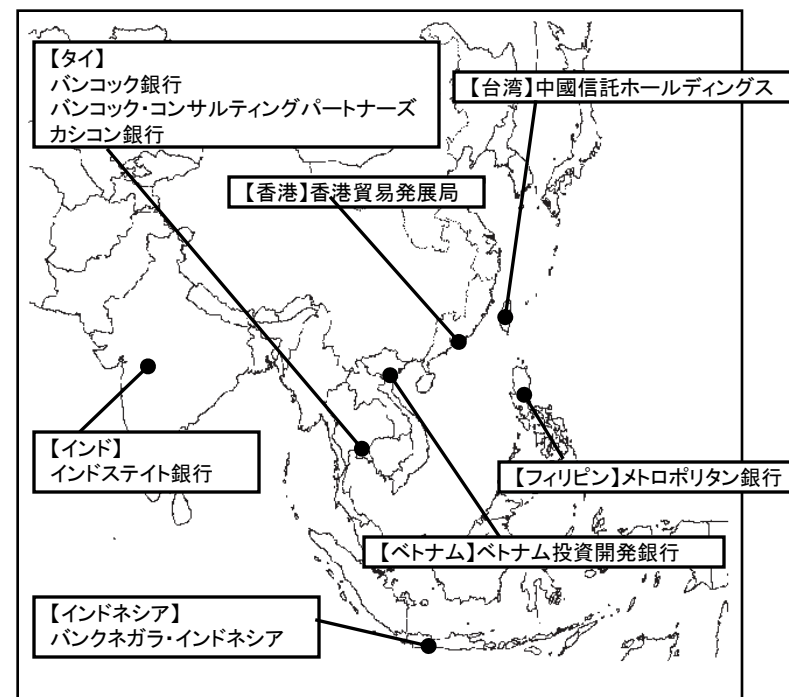 【タイ】
バンコック銀行
バンコック・コンサルティングパートナーズ
カシコン銀行
【台湾】中國信託ホールディングス
【香港】香港貿易発展局
【インド】
インドステイト銀行
【フィリピン】メトロポリタン銀行
【ベトナム】ベトナム投資開発銀行
【インドネシア】
バンクネガラ・インドネシア